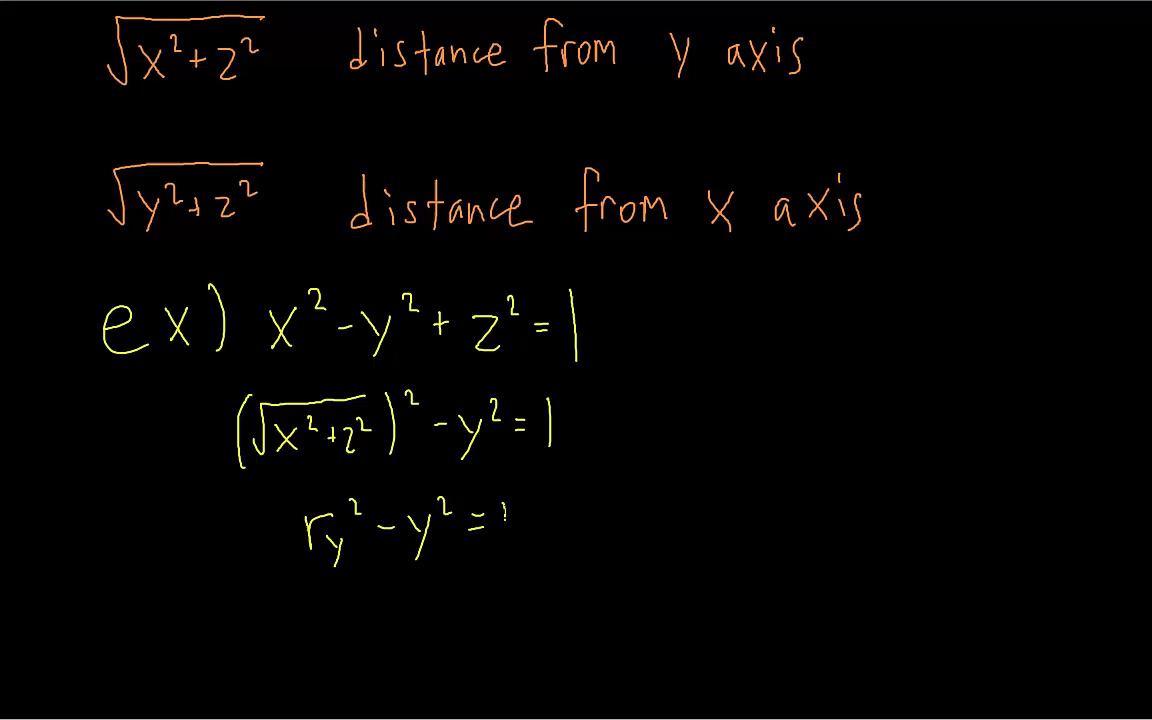 √(x²+z²) distance from y axis
√(y²+z²) distance from x axis
ex) x² - y² + z² = 1
(√(x²+z²))² - y² = 1
r_y² - y² =